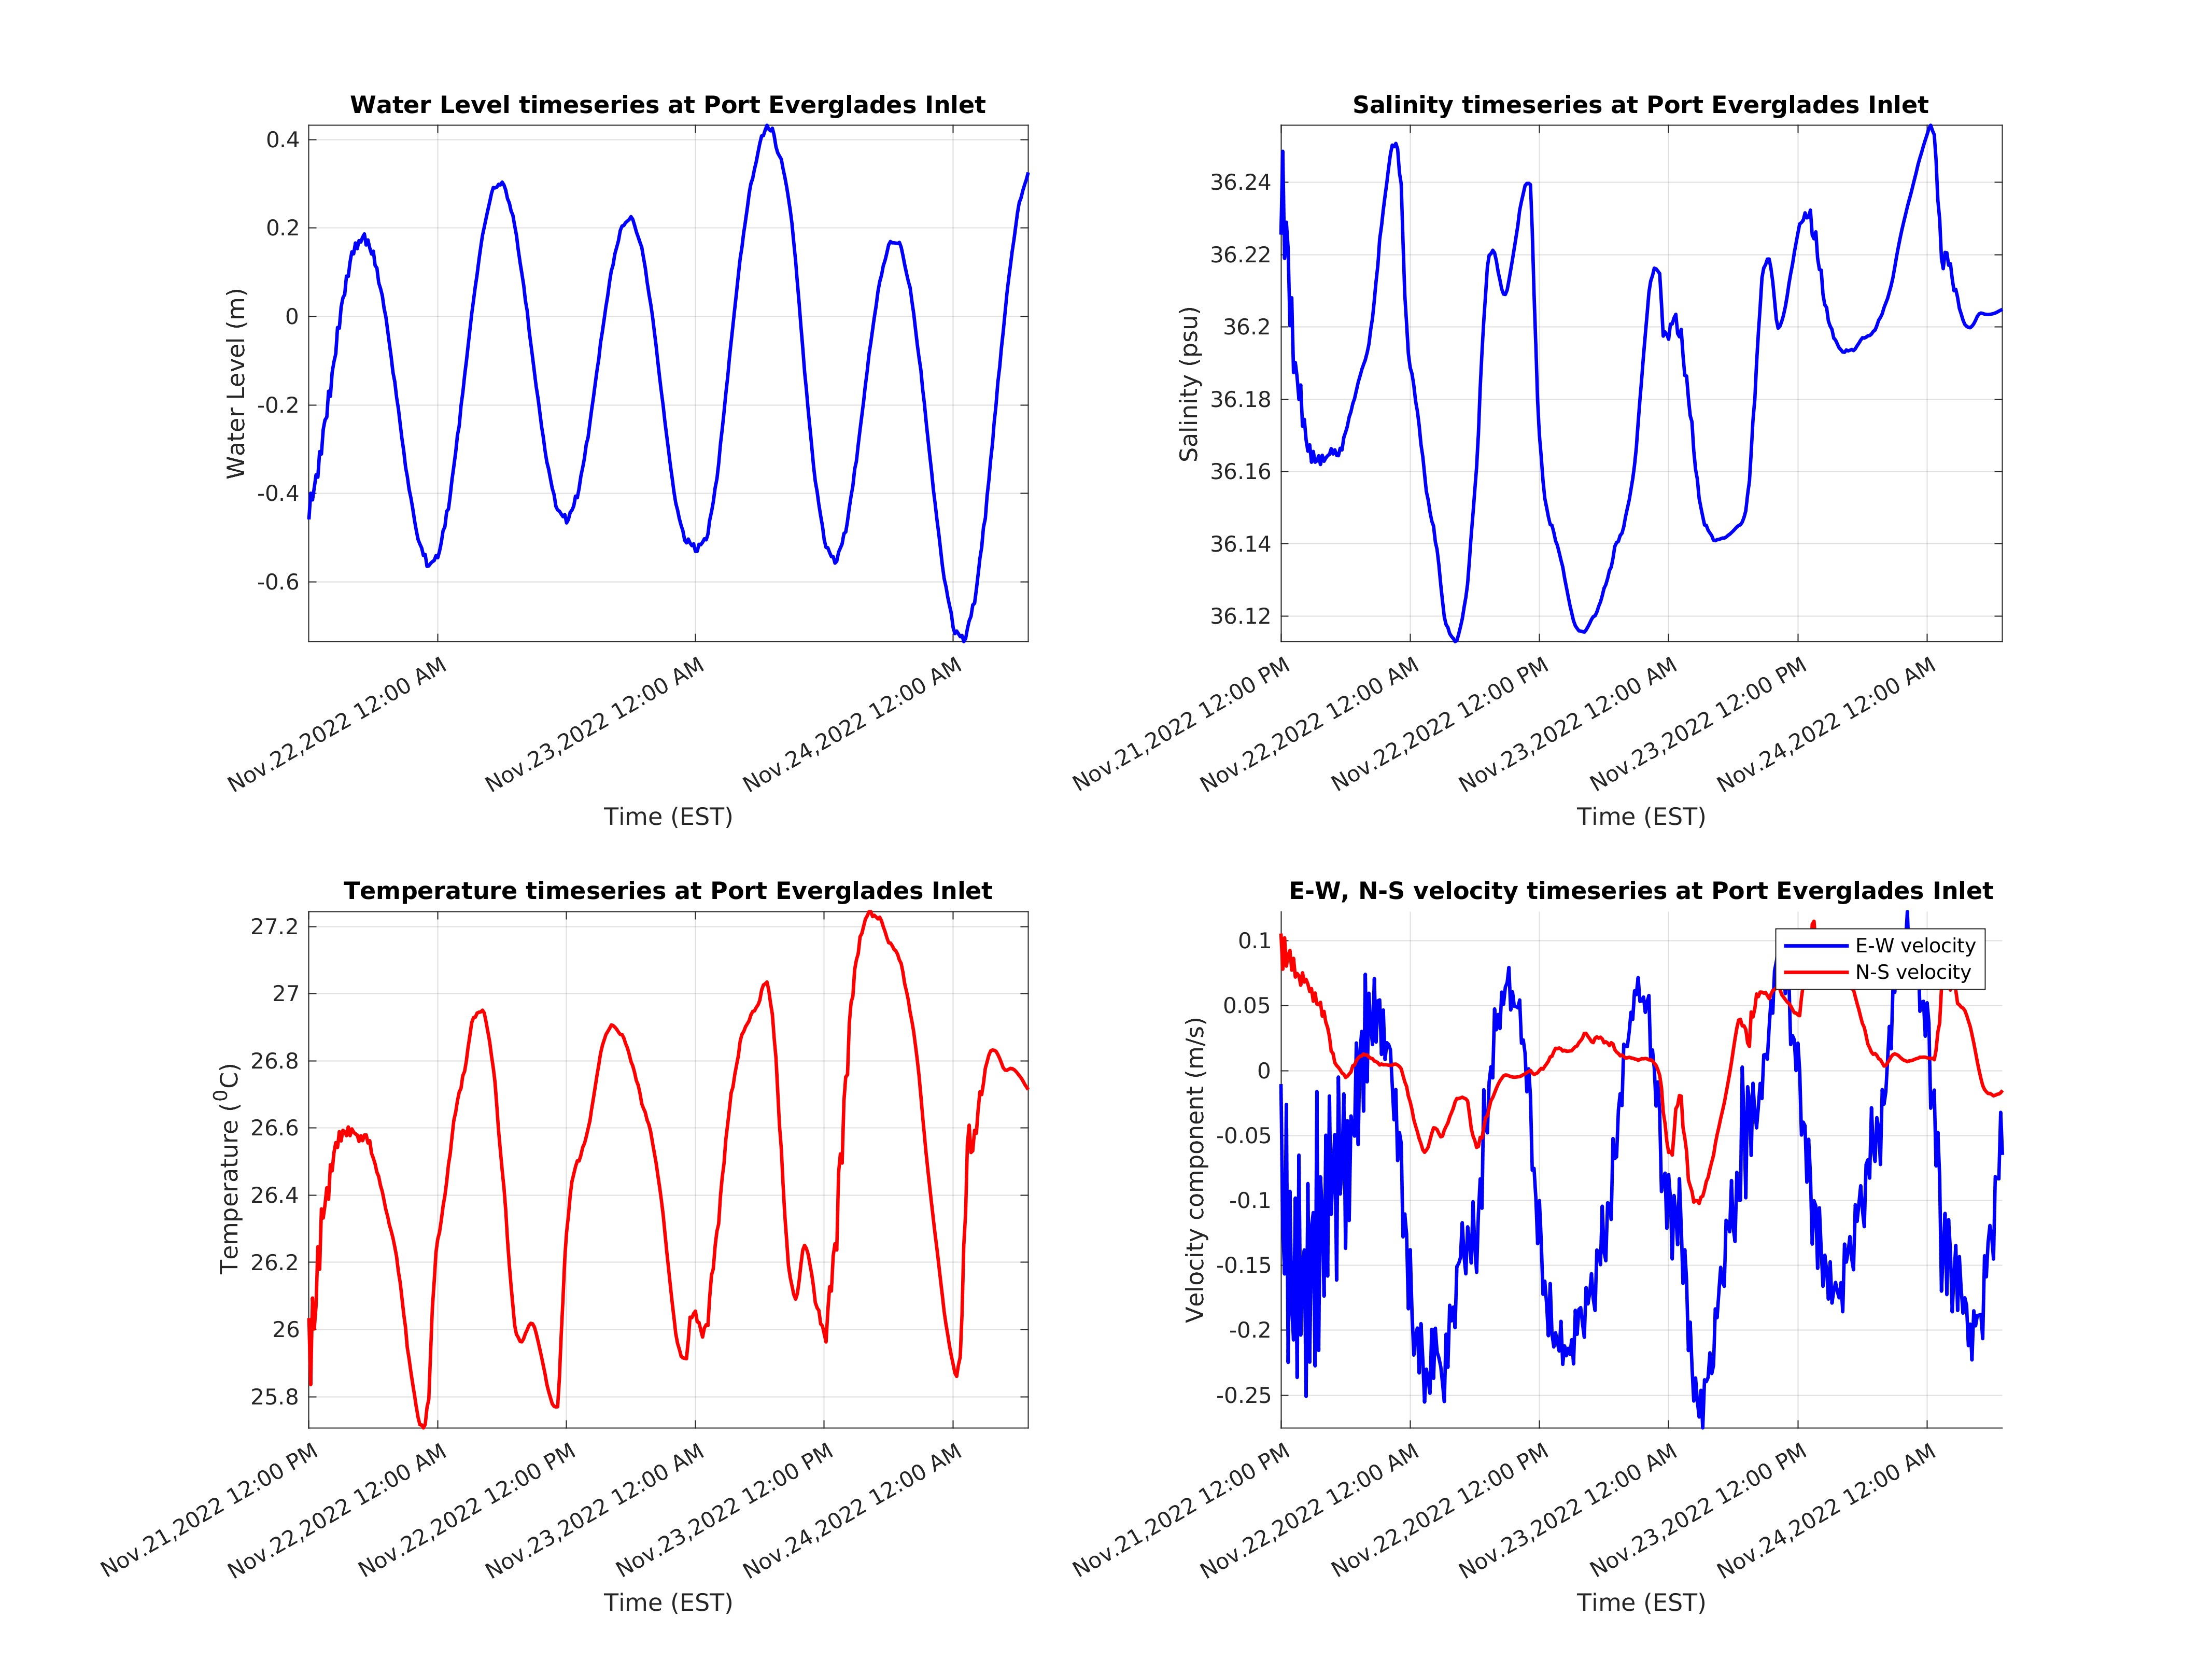 Water Level timeseries at Port Everglades Inlet
0.4
0.2
0
-0.2
-0.4
-0.6
Water Level (m)
Nov.22,2022 12:00 AM
Nov.23,2022 12:00 AM
Nov.24,2022 12:00 AM
Time (EST)
Salinity timeseries at Port Everglades Inlet
36.24
36.22
36.2
36.18
36.16
36.14
36.12
Salinity (psu)
Nov.21,2022 12:00 PM
Nov.22,2022 12:00 AM
Nov.22,2022 12:00 PM
Nov.23,2022 12:00 AM
Nov.23,2022 12:00 PM
Nov.24,2022 12:00 AM
Time (EST)
Temperature timeseries at Port Everglades Inlet
27.2
27
26.8
26.6
26.4
26.2
26
25.8
Temperature (⁰C)
Nov.21,2022 12:00 PM
Nov.22,2022 12:00 AM
Nov.22,2022 12:00 PM
Nov.23,2022 12:00 AM
Nov.23,2022 12:00 PM
Nov.24,2022 12:00 AM
Time (EST)
E-W, N-S velocity timeseries at Port Everglades Inlet
0.1
0.05
0
-0.05
-0.1
-0.15
-0.2
-0.25
Velocity component (m/s)
E-W velocity
N-S velocity
Nov.21,2022 12:00 PM
Nov.22,2022 12:00 AM
Nov.22,2022 12:00 PM
Nov.23,2022 12:00 AM
Nov.23,2022 12:00 PM
Nov.24,2022 12:00 AM
Time (EST)